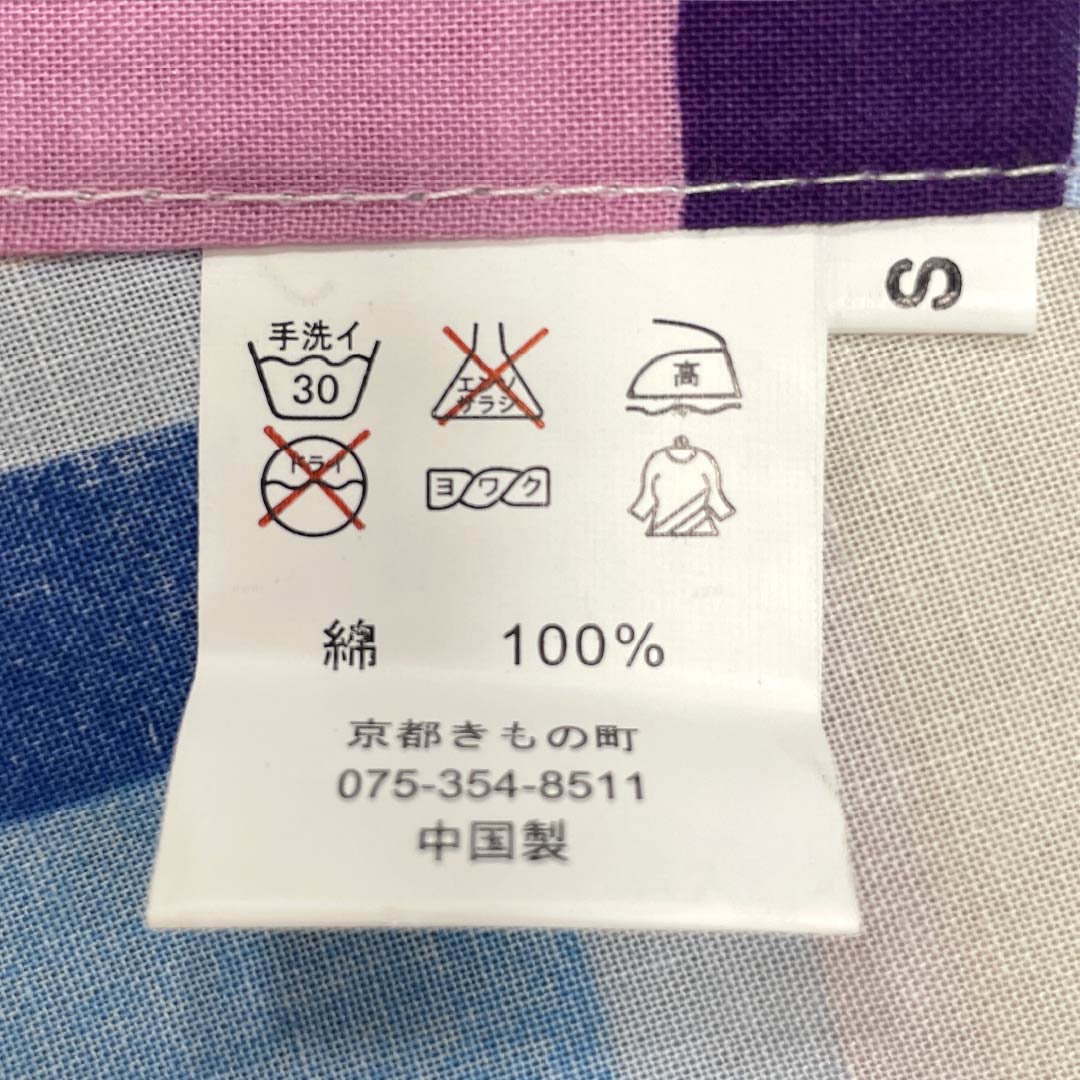 S
手洗イ
30
エンソ
サラシ
高
ドライ
ヨワク
綿 100%
京都きもの町
075-354-8511
中国製